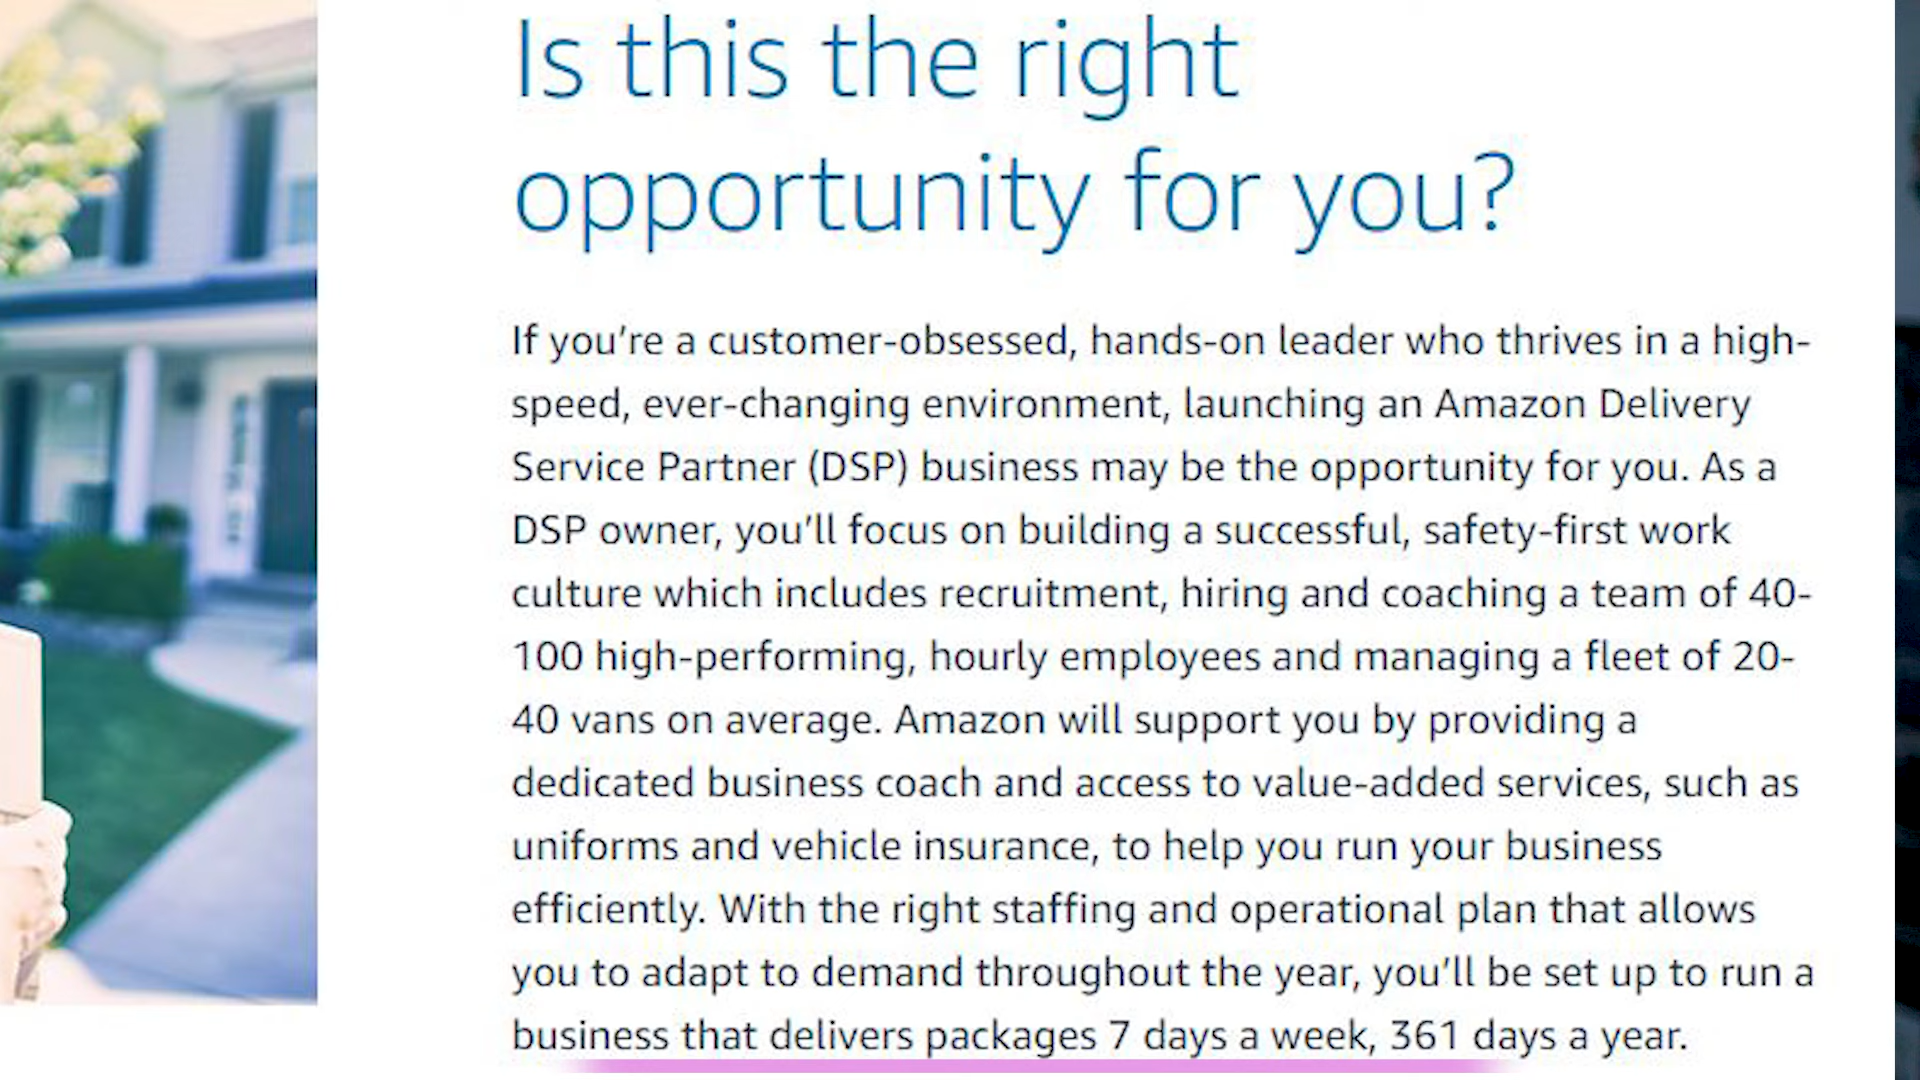 Is this the right
opportunity for you?
If you're a customer-obsessed, hands-on leader who thrives in a high-
speed, ever-changing environment, launching an Amazon Delivery
Service Partner (DSP) business may be the opportunity for you. As a
DSP owner, you'll focus on building a successful, safety-first work
culture which includes recruitment, hiring and coaching a team of 40-
100 high-performing, hourly employees and managing a fleet of 20-
40 vans on average. Amazon will support you by providing a
dedicated business coach and access to value-added services, such as
uniforms and vehicle insurance, to help you run your business
efficiently. With the right staffing and operational plan that allows
you to adapt to demand throughout the year, you'll be set up to run a
business that delivers packages 7 days a week, 361 days a year.